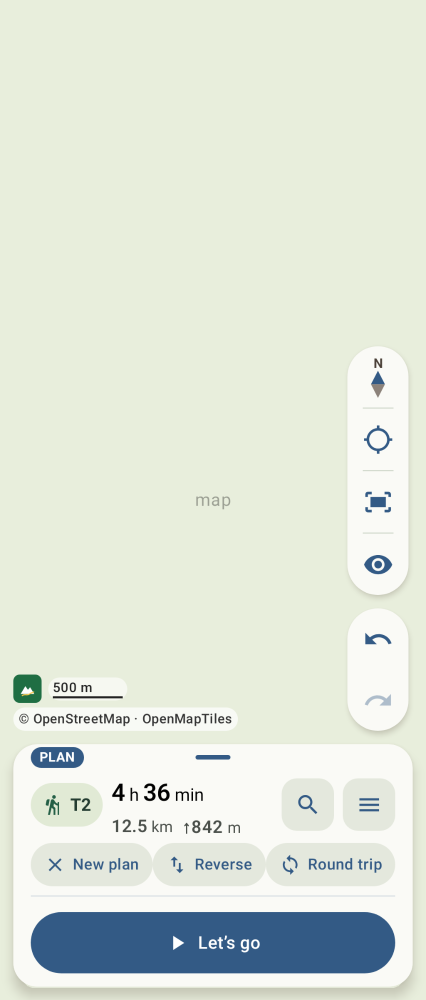 N
map
500 m
© OpenStreetMap · OpenMapTiles
PLAN
T2
4 h 36 min
12.5 km ↑842 m
New plan
Reverse
Round trip
Let’s go